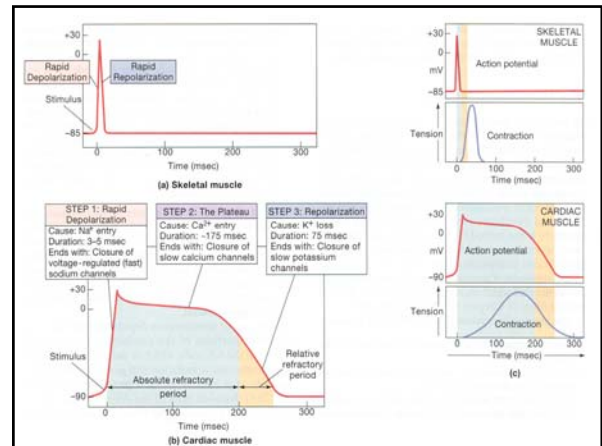 +30
0
Rapid
Depolarization
Rapid
Repolarization
Stimulus
–85
0
100
200
300
Time (msec)
(a) Skeletal muscle
STEP 1: Rapid
Depolarization
Cause: Na⁺ entry
Duration: 3–5 msec
Ends with: Closure of
voltage-regulated (fast)
sodium channels
STEP 2: The Plateau
Cause: Ca²⁺ entry
Duration: ~175 msec
Ends with: Closure of
slow calcium channels
STEP 3: Repolarization
Cause: K⁺ loss
Duration: 75 msec
Ends with: Closure of
slow potassium
channels
+30
0
Stimulus
Absolute refractory
period
Relative
refractory
period
–90
0
100
200
300
Time (msec)
(b) Cardiac muscle
SKELETAL
MUSCLE
+30
0
mV
Action potential
–85
Tension
Contraction
0
100
200
300
Time (msec)
CARDIAC
MUSCLE
+30
0
mV
Action potential
–90
Tension
Contraction
0
100
200
300
Time (msec)
(c)